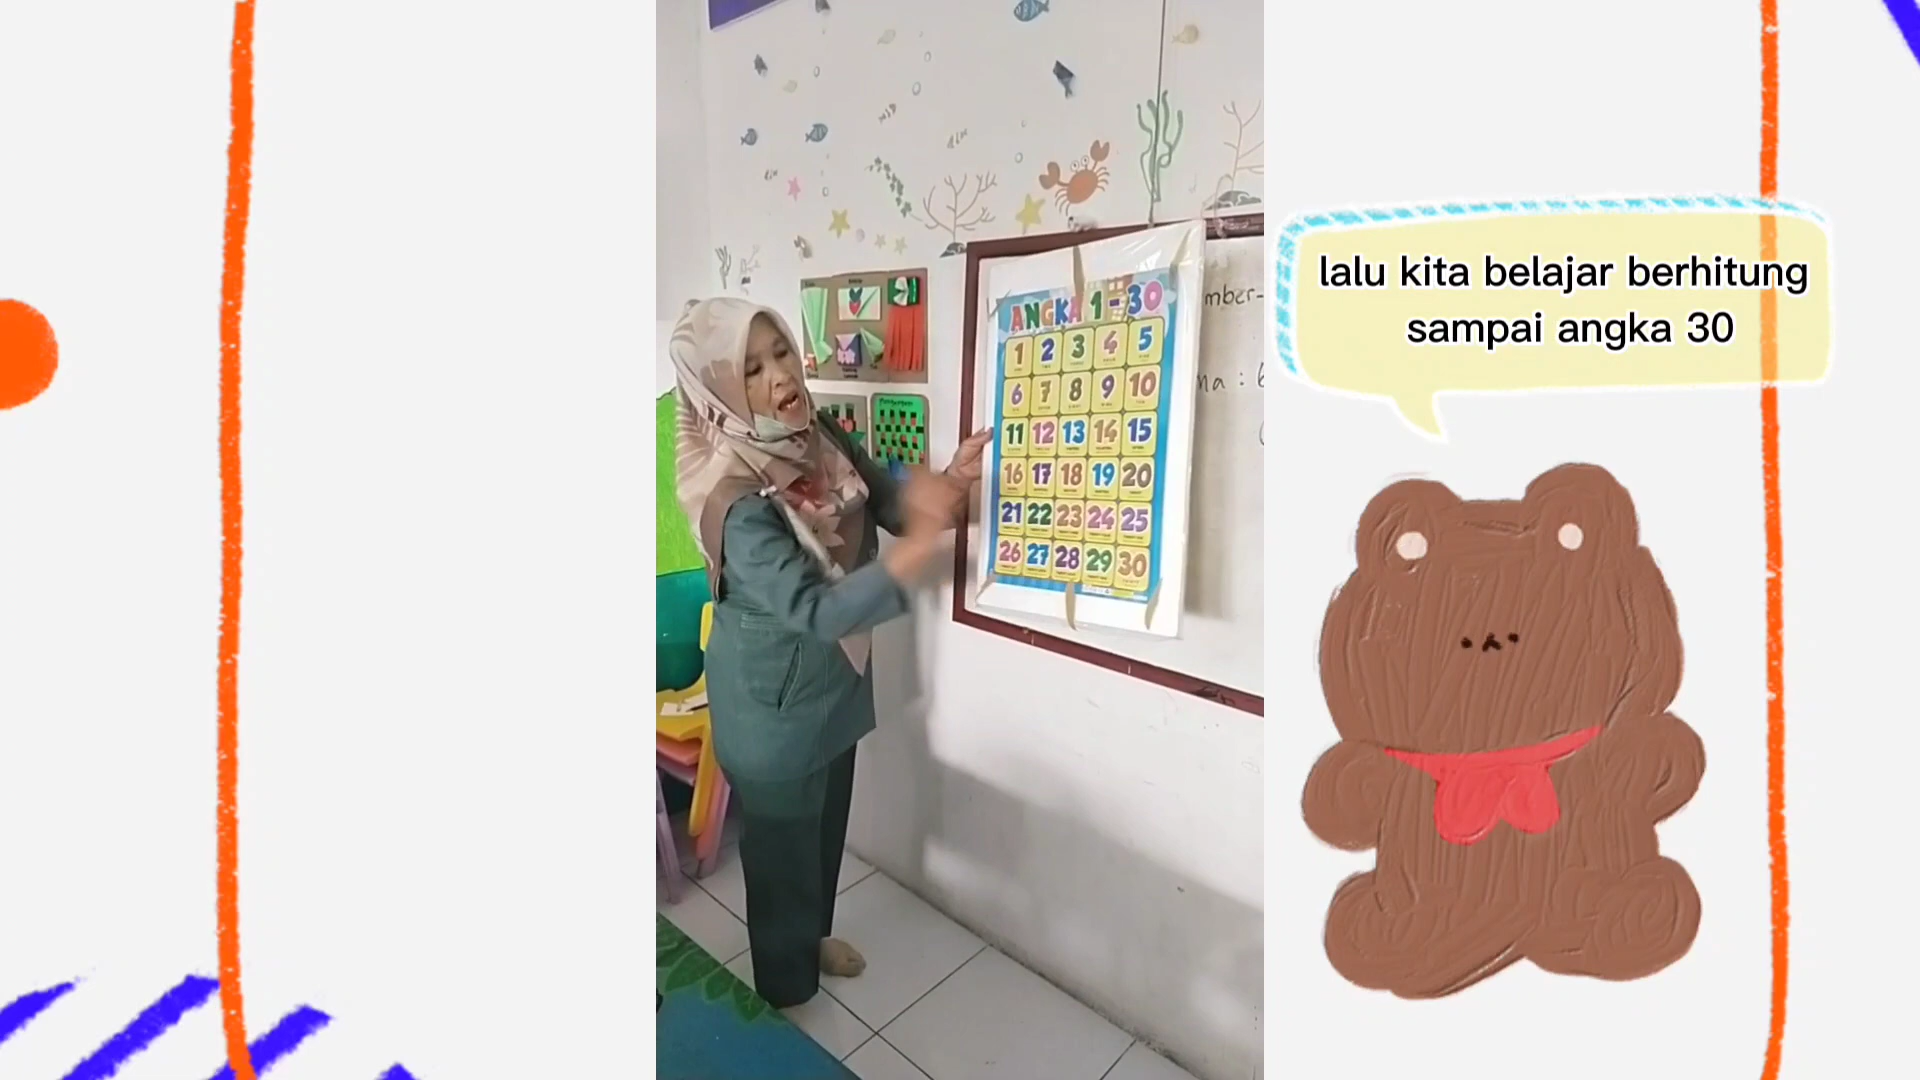 lalu kita belajar berhitung
sampai angka 30
ANGKA 1-30
1 2 3 4 5
6 7 8 9 10
11 12 13 14 15
16 17 18 19 20
21 22 23 24 25
26 27 28 29 30